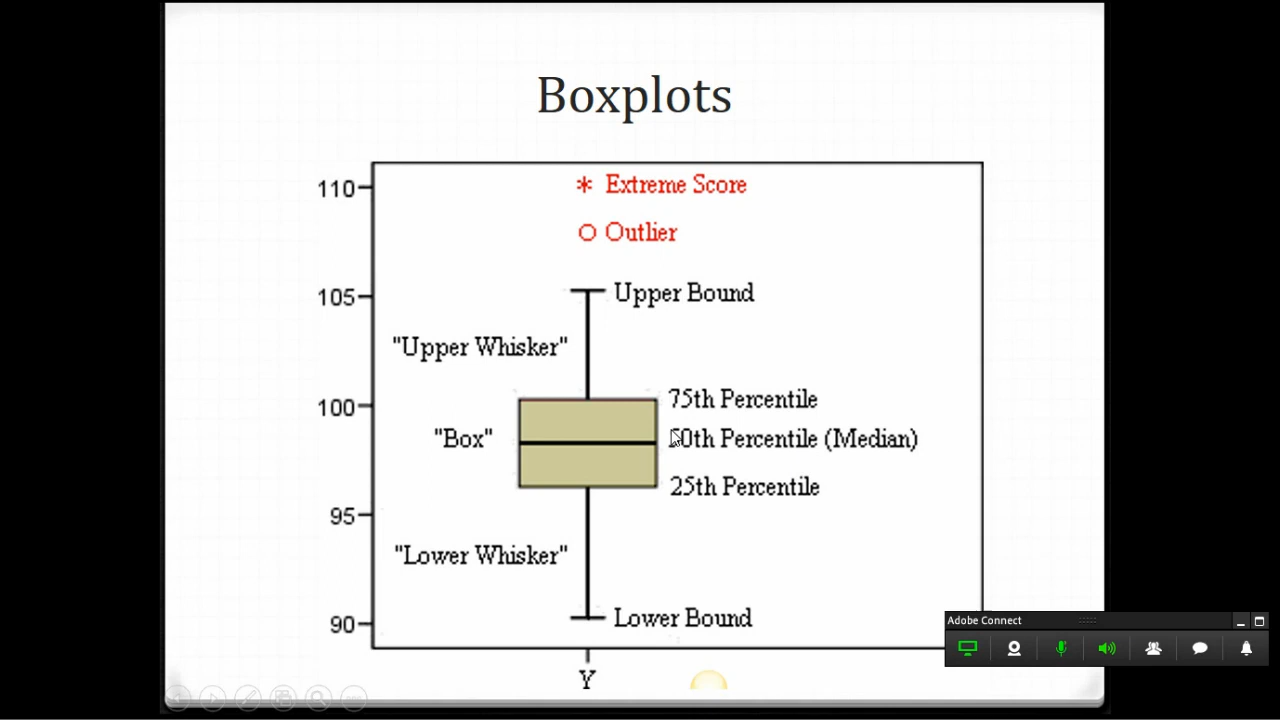 Boxplots
110
* Extreme Score
Outlier
105
Upper Bound
"Upper Whisker"
100
75th Percentile
"Box"
50th Percentile (Median)
25th Percentile
95
"Lower Whisker"
90
Lower Bound
Y
Adobe Connect